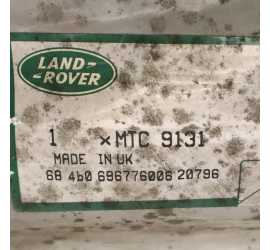 LAND-
-ROVER
1 ×MTC 9131
MADE IN UK
68 4b0 696776006 20796